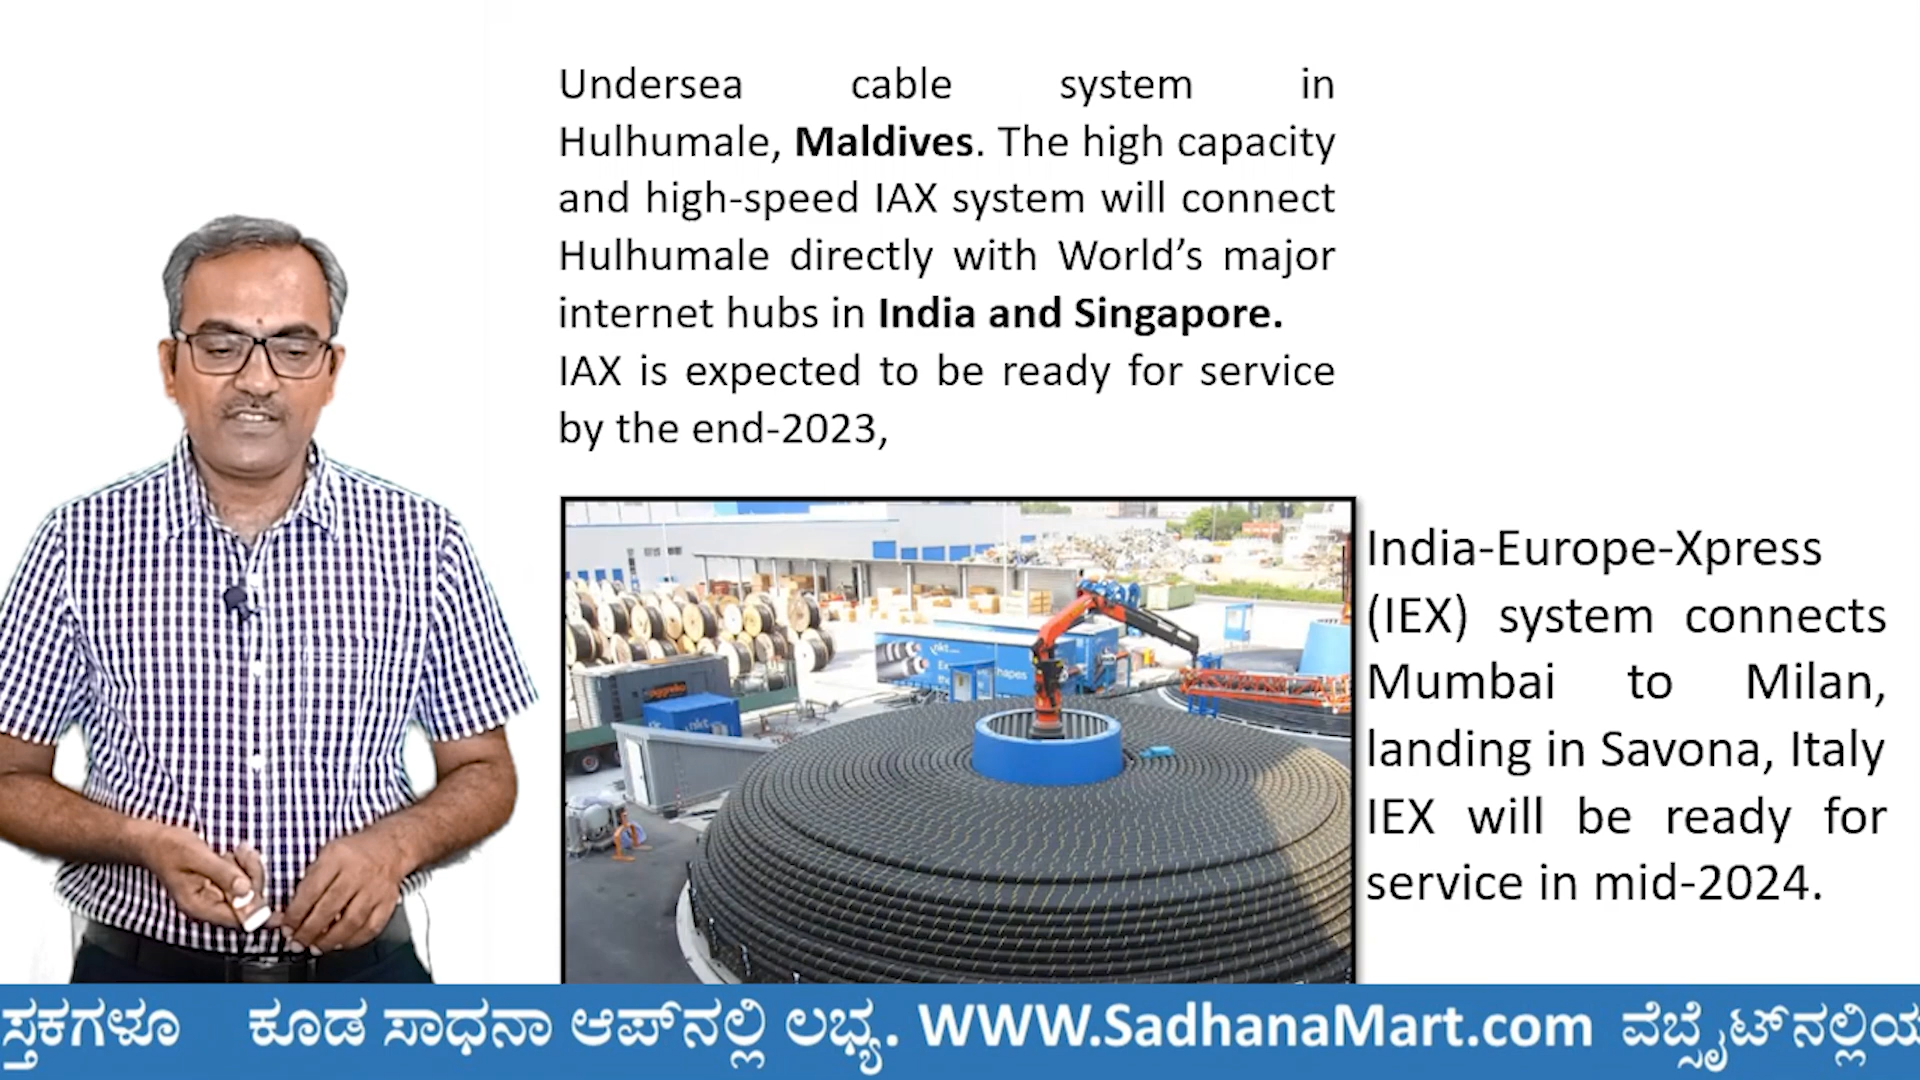 Undersea cable system in
Hulhumale, Maldives. The high capacity
and high-speed IAX system will connect
Hulhumale directly with World’s major
internet hubs in India and Singapore.
IAX is expected to be ready for service
by the end-2023,
nkt
aggreko
nkt
India-Europe-Xpress
(IEX) system connects
Mumbai to Milan,
landing in Savona, Italy
IEX will be ready for
service in mid-2024.
ಸ್ತಕಗಳೂ ಕೂಡ ಸಾಧನಾ ಆಪ್‌ನಲ್ಲಿ ಲಭ್ಯ. WWW.SadhanaMart.com ವೆಬ್ಸೈಟ್‌ನಲ್ಲಿಯ